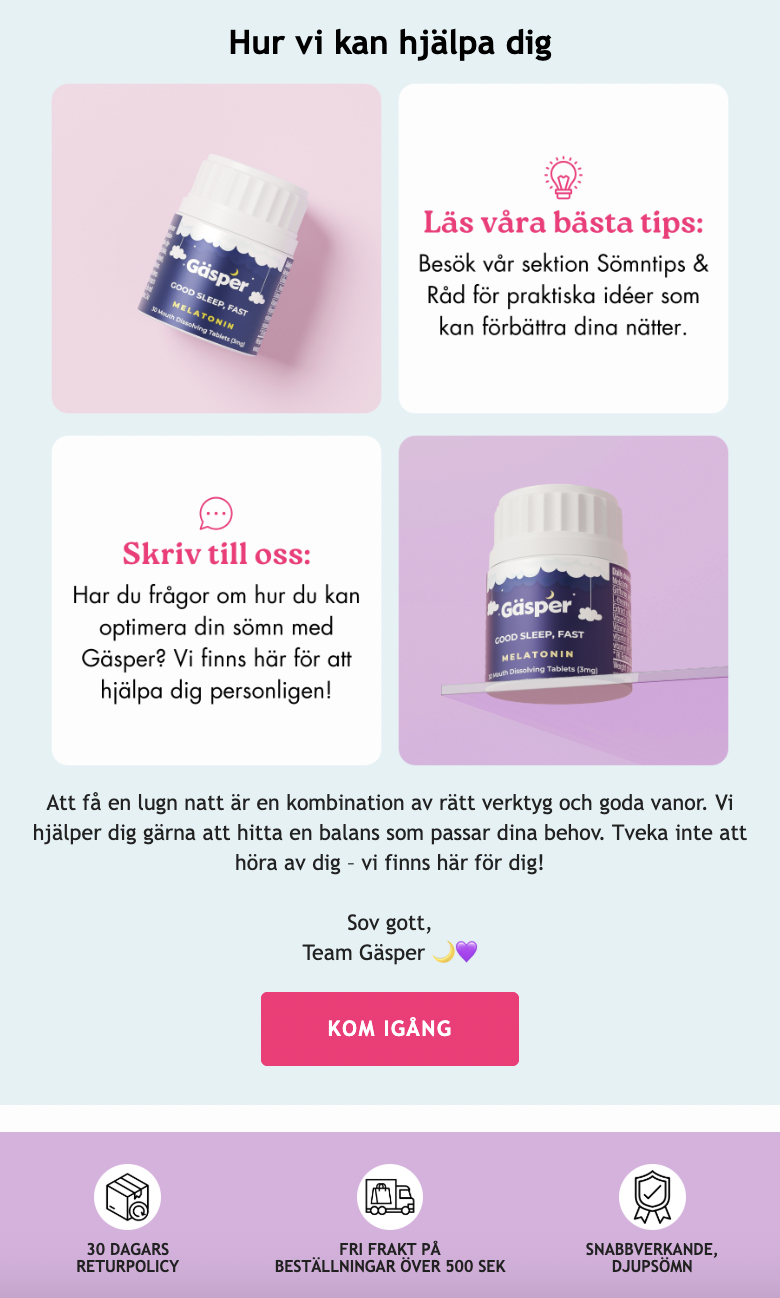 Hur vi kan hjälpa dig
Gäsper
GOOD SLEEP, FAST
MELATONIN
30 Mouth Dissolving Tablets (3mg)
Läs våra bästa tips:
Besök vår sektion Sömntips &
Råd för praktiska idéer som
kan förbättra dina nätter.
Skriv till oss:
Har du frågor om hur du kan
optimera din sömn med
Gäsper? Vi finns här för att
hjälpa dig personligen!
Gäsper
GOOD SLEEP, FAST
MELATONIN
Mouth Dissolving Tablets (3mg)
Att få en lugn natt är en kombination av rätt verktyg och goda vanor. Vi
hjälper dig gärna att hitta en balans som passar dina behov. Tveka inte att
höra av dig – vi finns här för dig!
Sov gott,
Team Gäsper 🌙💜
KOM IGÅNG
30 DAGARS
RETURPOLICY
FRI FRAKT PÅ
BESTÄLLNINGAR ÖVER 500 SEK
SNABBVERKANDE,
DJUPSÖMN